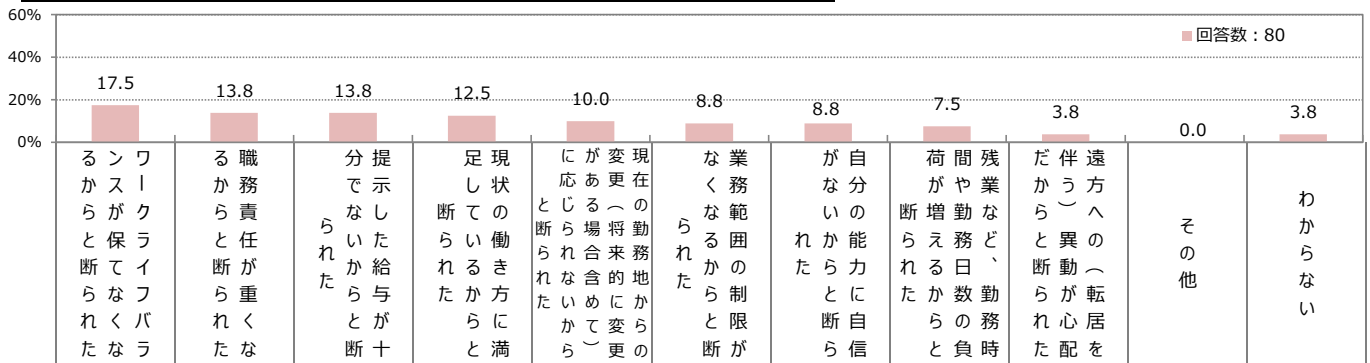 60%
40%
20%
0%
回答数：80
17.5
13.8
13.8
12.5
10.0
8.8
8.8
7.5
3.8
0.0
3.8
ワークライフバラ
ンスが保てなくな
るからと断られた
職務責任が重くな
るからと断られた
提示した給与が十
分でないからと断
られた
現状の働き方に満
足しているからと
断られた
現在の勤務地からの
変更（将来的に変更
がある場合含めて）
に応じられないから
と断られた
業務範囲の制限が
なくなるからと断
られた
自分の能力に自信
がないからと断ら
れた
残業など、勤務時
間や勤務日数の負
荷が増えるからと
断られた
遠方への（転居を
伴う）異動が心配
だからと断られた
その他
わからない